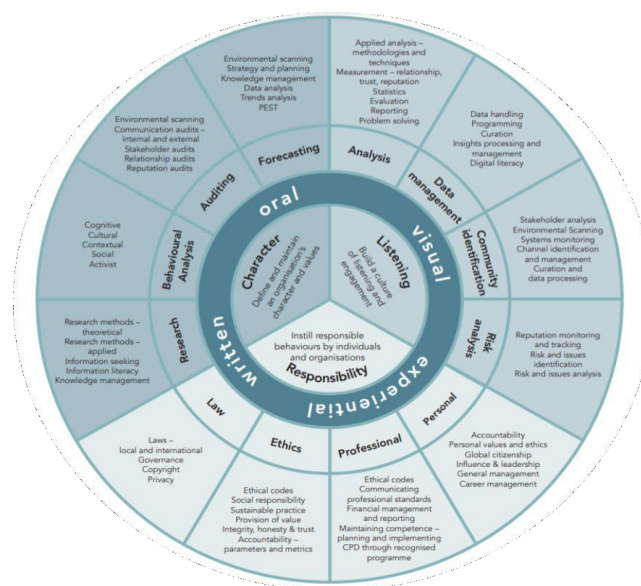 Environmental scanning
Strategy and planning
Knowledge management
Data analysis
Trends analysis
PEST
Forecasting
Applied analysis –
methodologies and
techniques
Measurement – relationship,
trust, reputation
Statistics
Evaluation
Reporting
Problem solving
Analysis
Data handling
Programming
Curation
Insights processing and
management
Digital literacy
Data
management
Stakeholder analysis
Environmental Scanning
Systems monitoring
Channel identification
and management
Curation and
data processing
Community
identification
Reputation monitoring
and tracking
Risk and issues
identification
Risk and issues analysis
Risk
analysis
Accountability
Personal values and ethics
Global citizenship
Influence & leadership
General management
Career management
Personal
Ethical codes
Communicating
professional standards
Financial management
and reporting
Maintaining competence –
planning and implementing
CPD through recognised
programme
Professional
Ethical codes
Social responsibility
Sustainable practice
Provision of value
Integrity, honesty & trust
Accountability –
parameters and metrics
Ethics
Laws –
local and international
Governance
Copyright
Privacy
Law
Research methods –
theoretical
Research methods –
applied
Information seeking
Information literacy
Knowledge management
Research
Cognitive
Cultural
Contextual
Social
Activist
Behavioural
Analysis
Environmental scanning
Communication audits –
internal and external
Stakeholder audits
Relationship audits
Reputation audits
Auditing
oral
visual
experiential
written
Character
Define and maintain
an organisation's
character and values
Listening
Build a culture
of listening and
engagement
Instill responsible
behaviours by individuals
and organisations
Responsibility